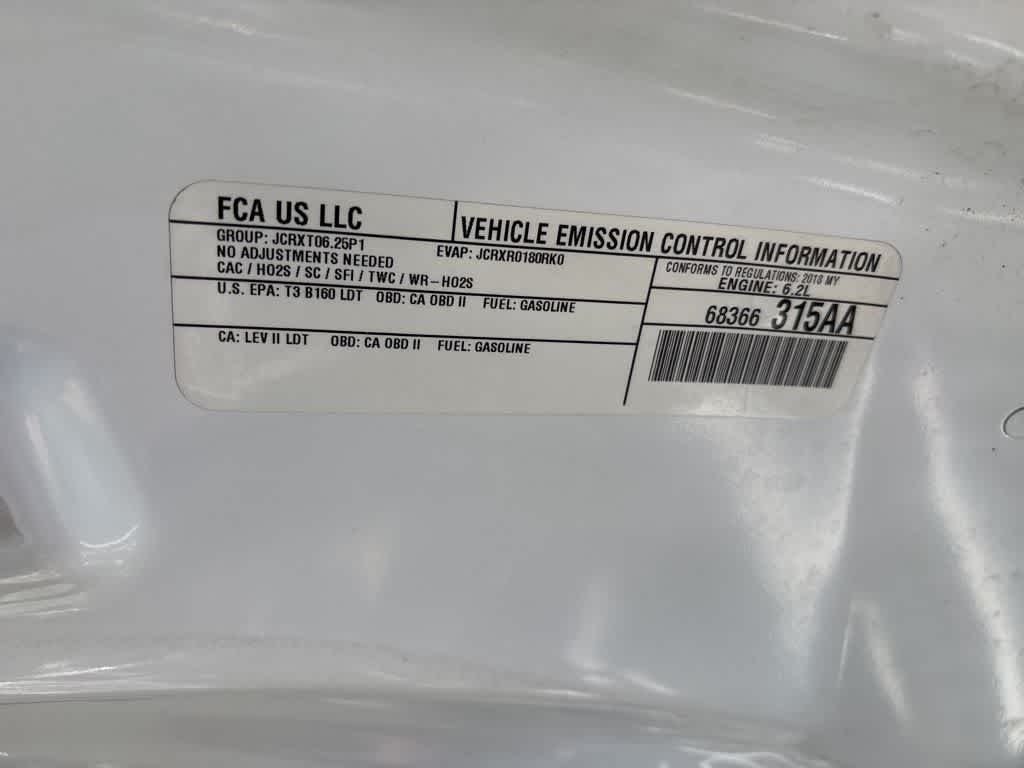 FCA US LLC
VEHICLE EMISSION CONTROL INFORMATION
GROUP: JCRXT06.25P1 EVAP: JCRXR0180RK0
NO ADJUSTMENTS NEEDED
CAC / HO2S / SC / SFI / TWC / WR-HO2S
CONFORMS TO REGULATIONS: 2018 MY
ENGINE: 6.2L
U.S. EPA: T3 B160 LDT OBD: CA OBD II FUEL: GASOLINE
68366 315AA
CA: LEV II LDT OBD: CA OBD II FUEL: GASOLINE